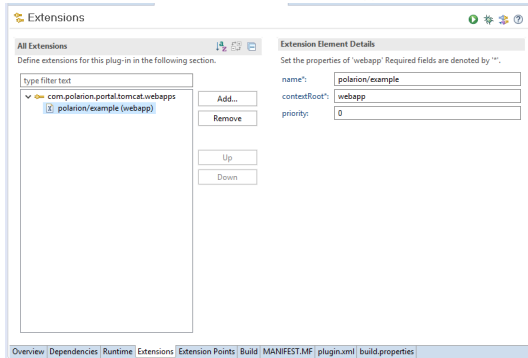 Extensions
All Extensions
Define extensions for this plug-in in the following section.
type filter text
com.polarion.portal.tomcat.webapps
polarion/example (webapp)
Add...
Remove
Up
Down
Extension Element Details
Set the properties of 'webapp' Required fields are denoted by '*'.
name*: polarion/example
contextRoot*: webapp
priority: 0
Overview Dependencies Runtime Extensions Extension Points Build MANIFEST.MF plugin.xml build.properties